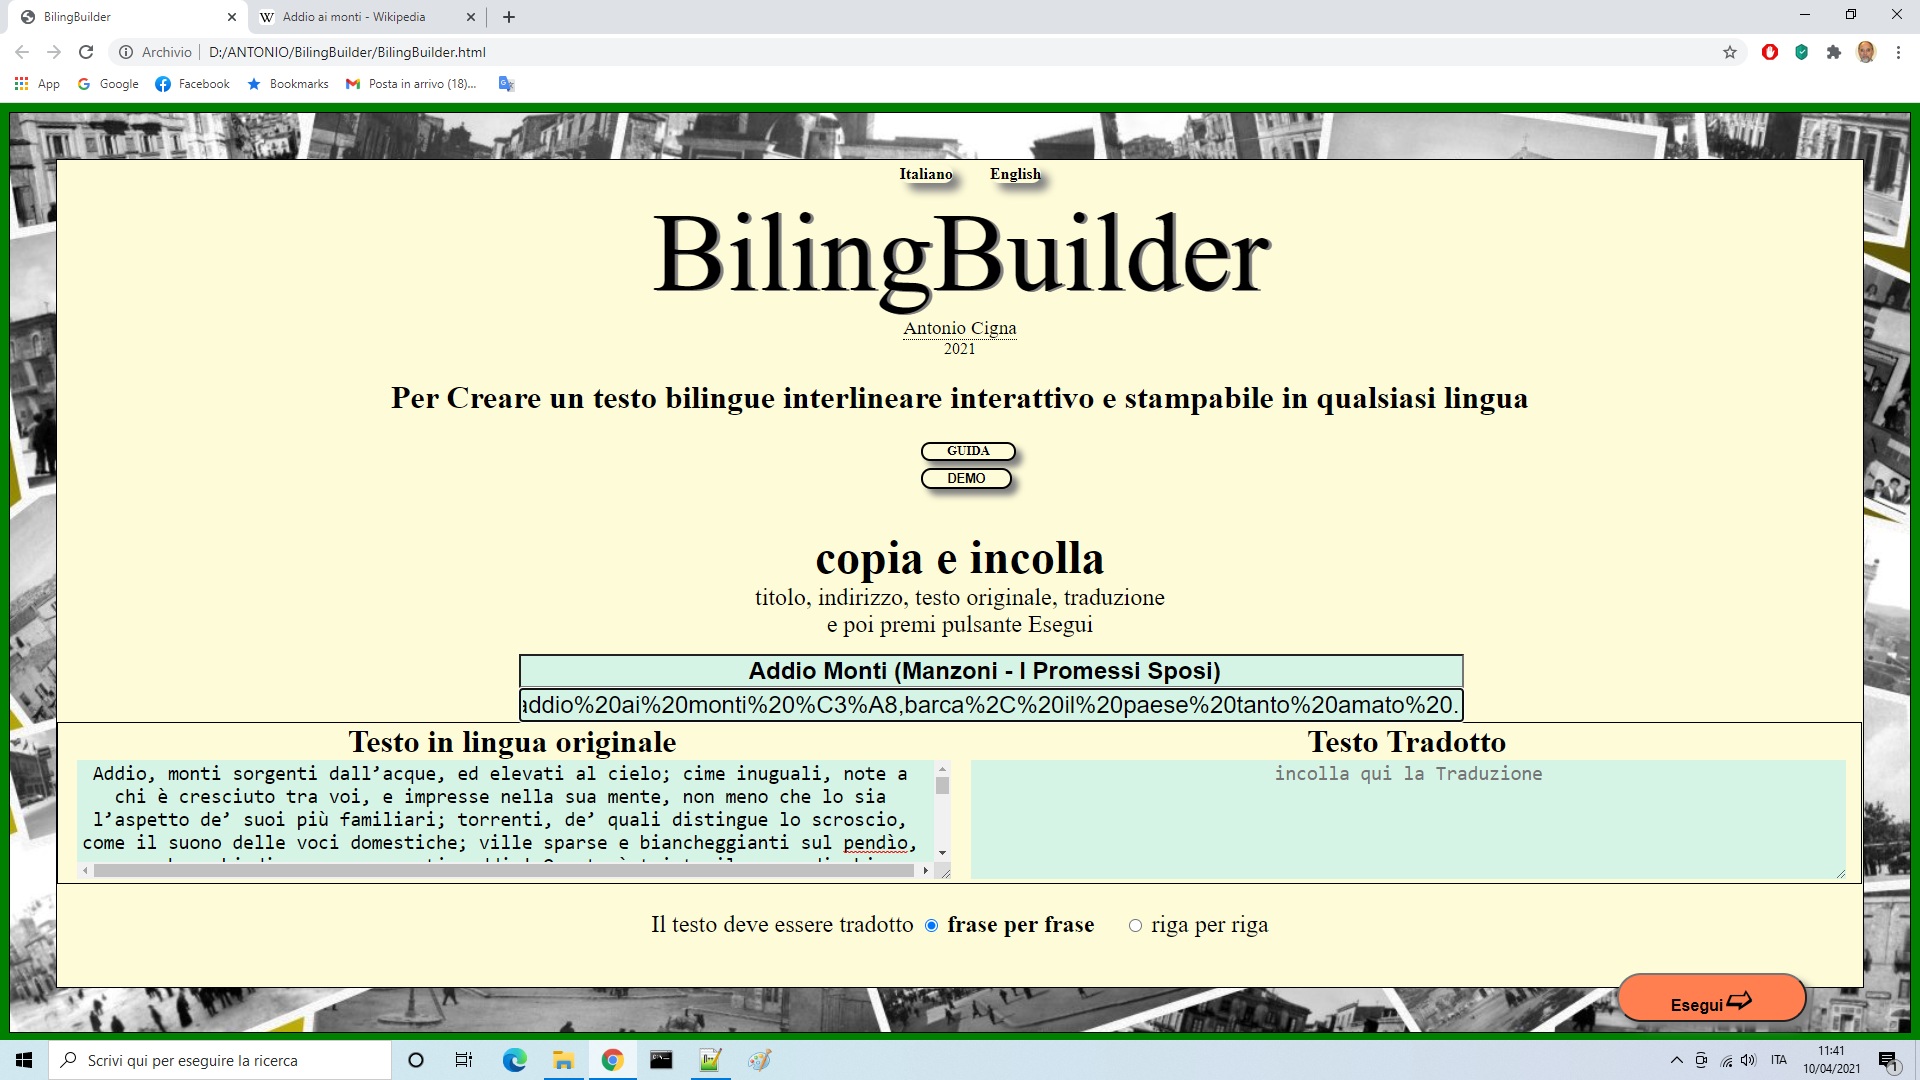 BilingBuilder
Addio ai monti - Wikipedia
Archivio
D:/ANTONIO/BilingBuilder/BilingBuilder.html
App
Google
Facebook
Bookmarks
Posta in arrivo (18)...
Italiano English
BilingBuilder
Antonio Cigna
2021
Per Creare un testo bilingue interlineare interattivo e stampabile in qualsiasi lingua
GUIDA
DEMO
copia e incolla
titolo, indirizzo, testo originale, traduzione
e poi premi pulsante Esegui
Addio Monti (Manzoni - I Promessi Sposi)
addio%20ai%20monti%20%C3%A8,barca%2C%20il%20paese%20tanto%20amato%20.
Testo in lingua originale
Addio, monti sorgenti dall’acque, ed elevati al cielo; cime inuguali, note a
chi è cresciuto tra voi, e impresse nella sua mente, non meno che lo sia
l’aspetto de’ suoi più familiari; torrenti, de’ quali distingue lo scroscio,
come il suono delle voci domestiche; ville sparse e biancheggianti sul pendìo,
Testo Tradotto
incolla qui la Traduzione
Il testo deve essere tradotto frase per frase riga per riga
Esegui
Scrivi qui per eseguire la ricerca
ITA
11:41
10/04/2021
1